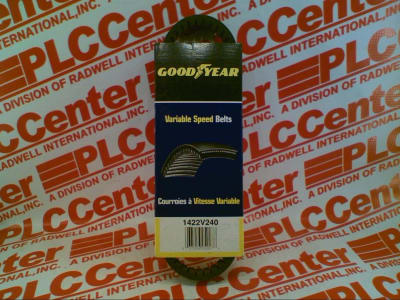 GOODYEAR
Variable Speed Belts
Courroies à Vitesse Variable
1422V240
PLCCenter
A DIVISION OF RADWELL INTERNATIONAL, INC.